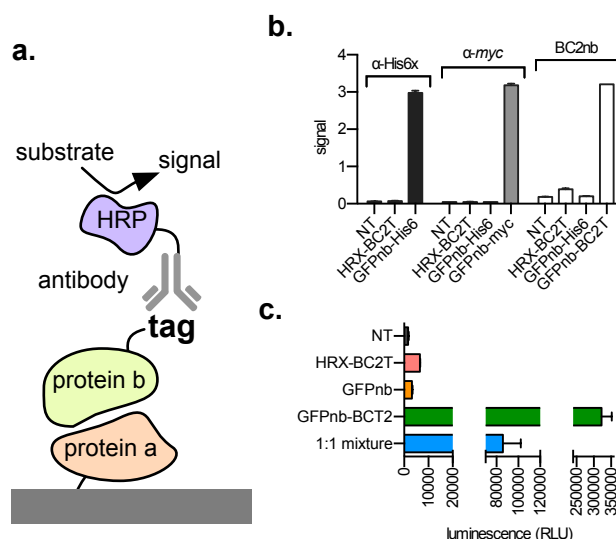 a.
substrate
signal
HRP
antibody
tag
protein b
protein a
b.
α-His6x
α-myc
BC2nb
signal
4
3
2
1
0
NT
HRX-BC2T
GFPnb-His6
NT
HRX-BC2T
GFPnb-His6
GFPnb-myc
NT
HRX-BC2T
GFPnb-His6
GFPnb-BC2T
c.
NT
HRX-BC2T
GFPnb
GFPnb-BCT2
1:1 mixture
0
10000
20000
80000
100000
120000
250000
300000
350000
luminescence (RLU)